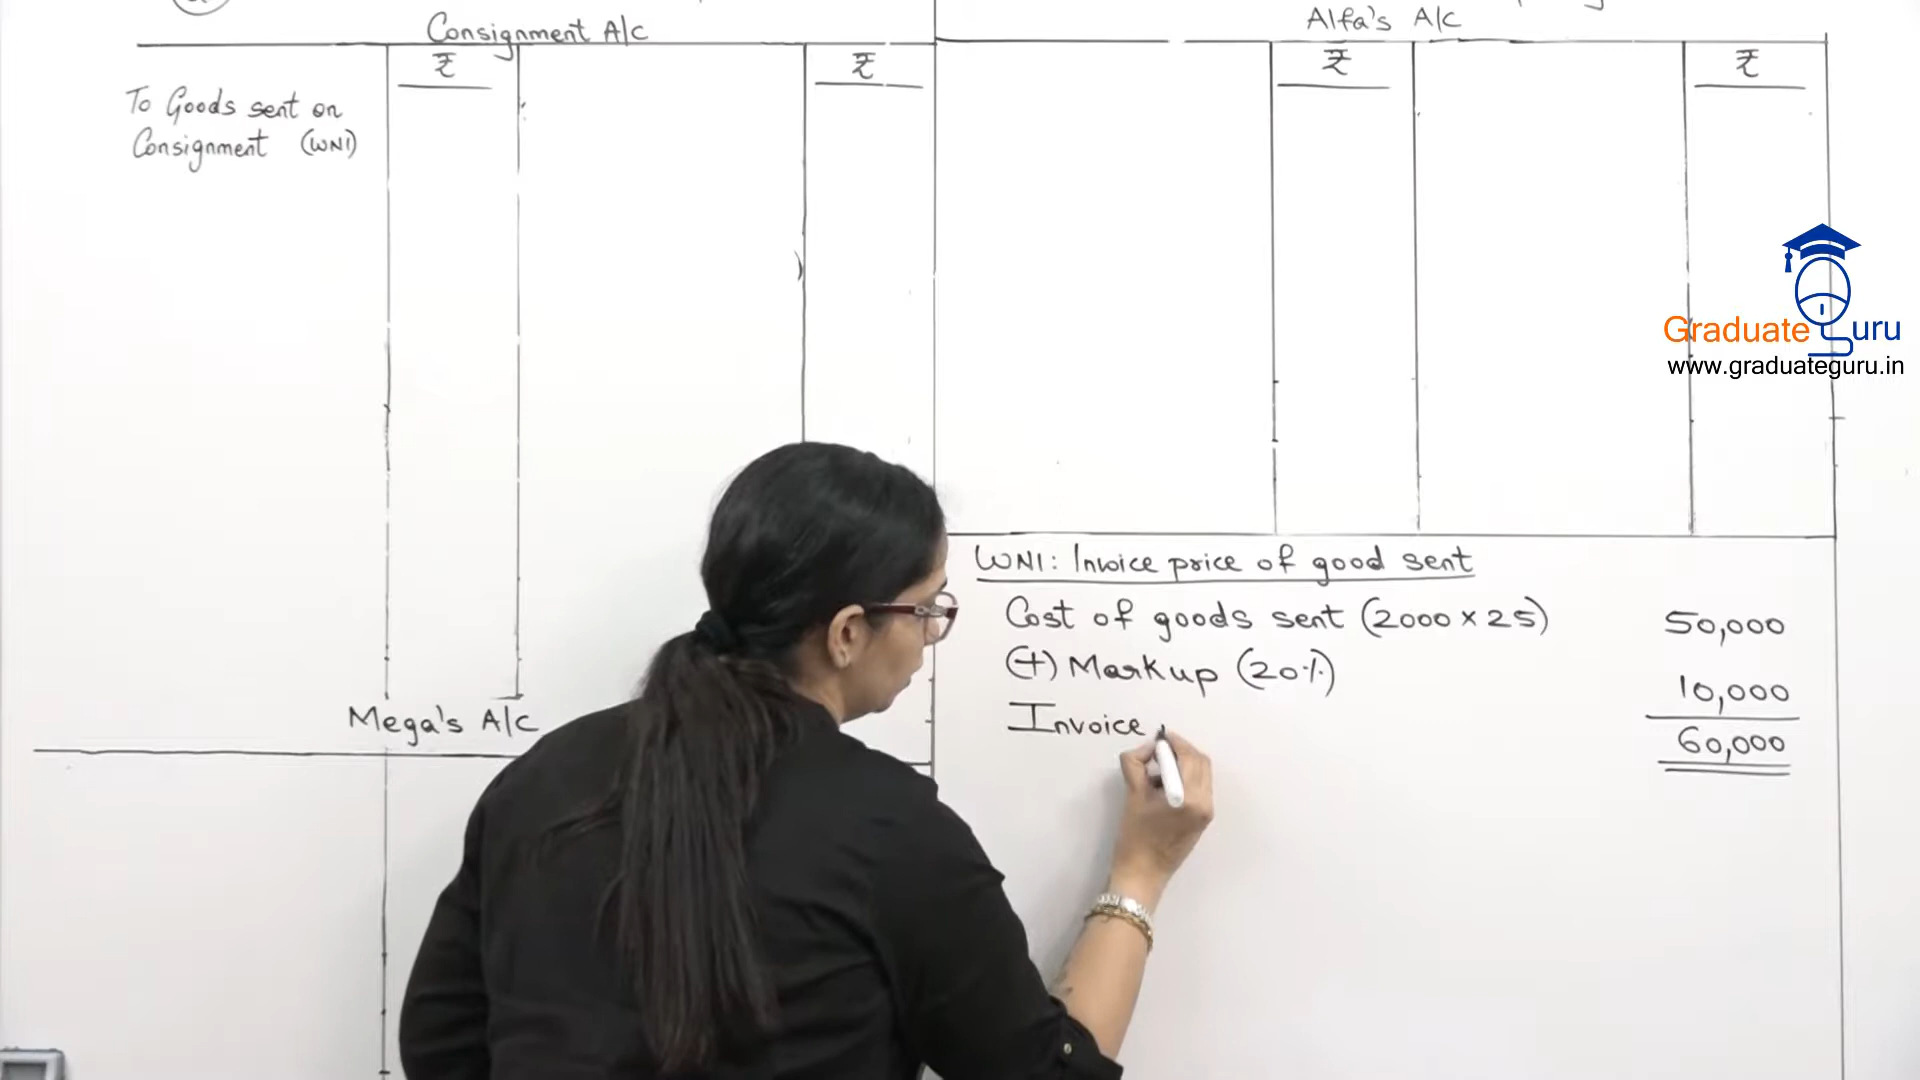 Consignment A/C
Alfa's A/C
₹
₹
₹
₹
To Goods sent on
Consignment (WN1)
Graduate Guru
www.graduateguru.in
WN1: Invoice price of good sent
Cost of goods sent (2000 x 25) 50,000
(+) Markup (20%) 10,000
Invoice 60,000
Mega's A/C